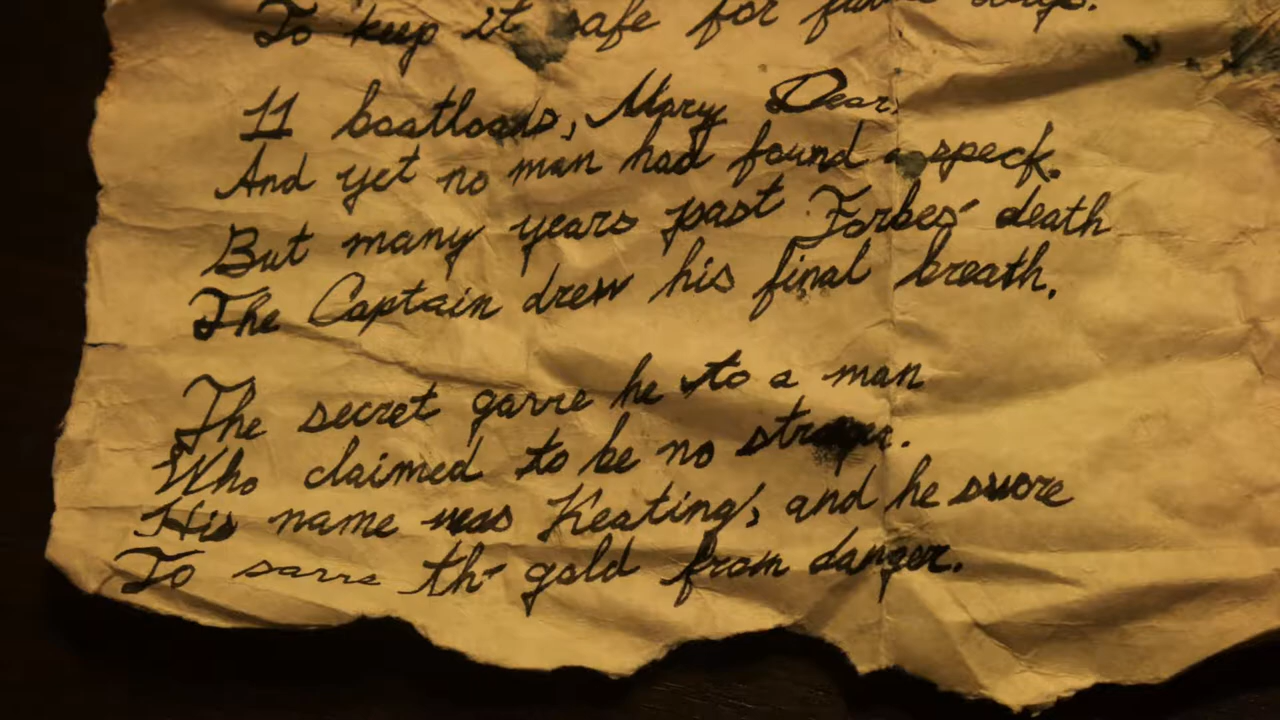 To keep it safe for
11 boatloads, Mary Dear,
And yet no man had found a speck.
But many years past Forbes' death
The Captain drew his final breath.
The secret gave he to a man
Who claimed to be no stranger.
His name was Keating, and he swore
To save the gold from danger.